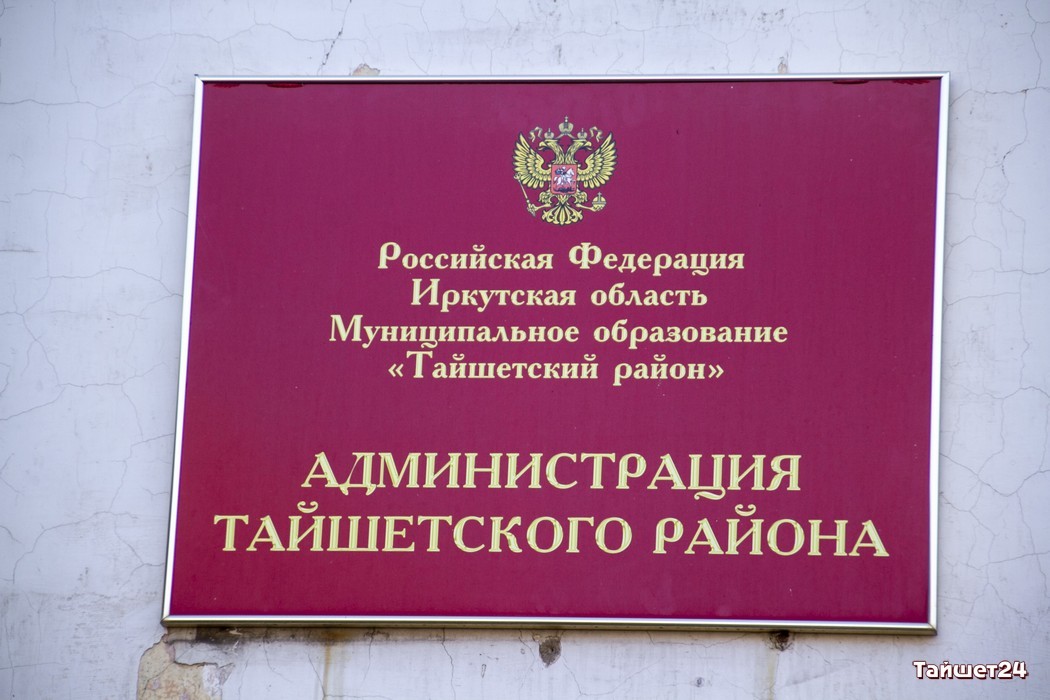 Российская Федерация
Иркутская область
Муниципальное образование
«Тайшетский район»
АДМИНИСТРАЦИЯ
ТАЙШЕТСКОГО РАЙОНА
Тайшет24